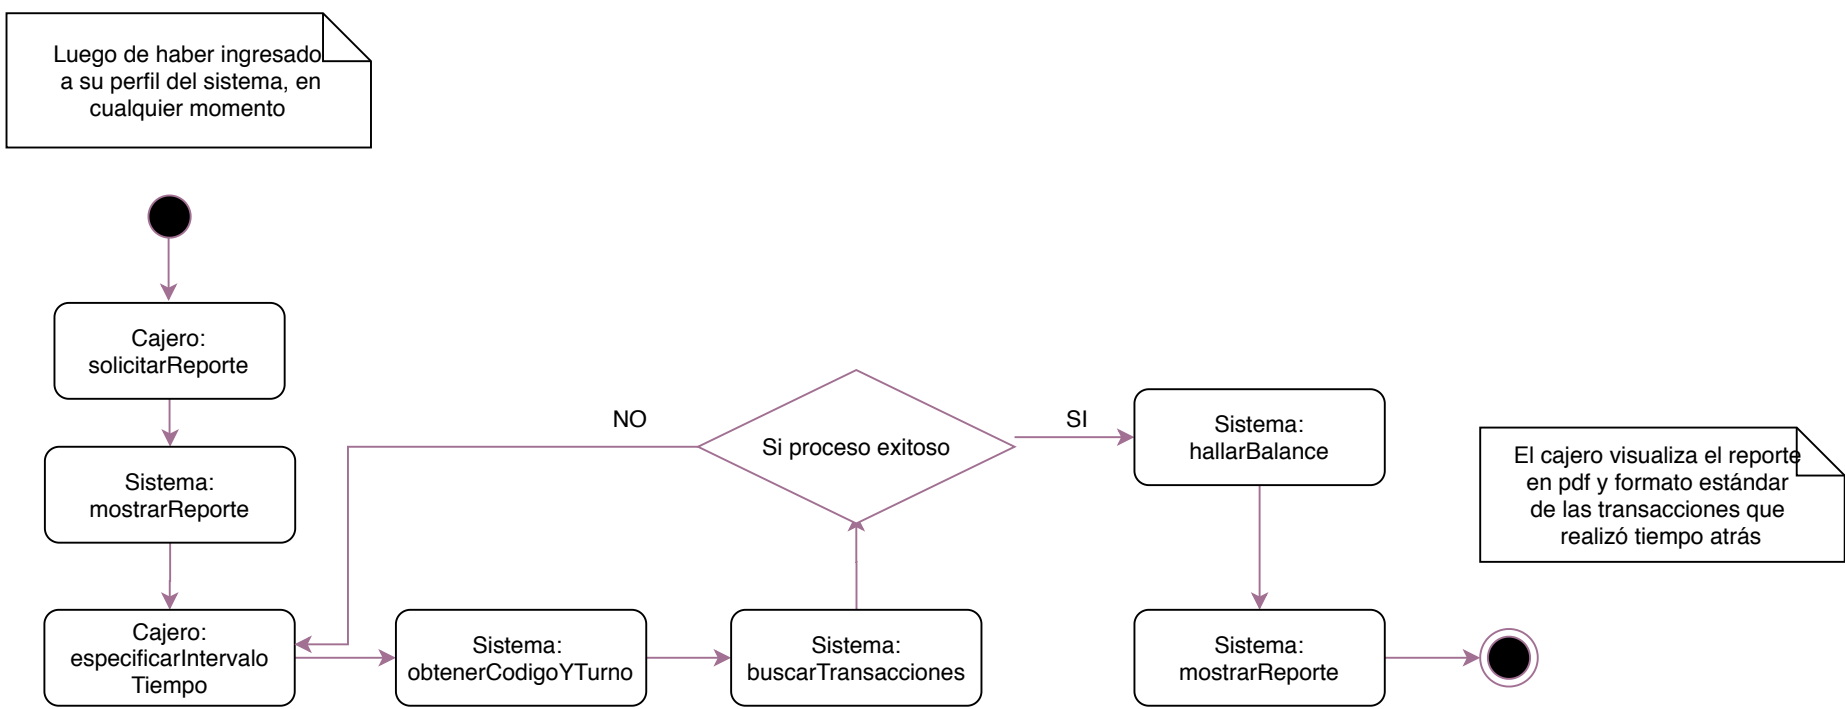 Luego de haber ingresado
a su perfil del sistema, en
cualquier momento
Cajero:
solicitarReporte
Sistema:
mostrarReporte
Cajero:
especificarIntervalo
Tiempo
Sistema:
obtenerCodigoYTurno
Sistema:
buscarTransacciones
Si proceso exitoso
NO
SI
Sistema:
hallarBalance
Sistema:
mostrarReporte
El cajero visualiza el reporte
en pdf y formato estándar
de las transacciones que
realizó tiempo atrás